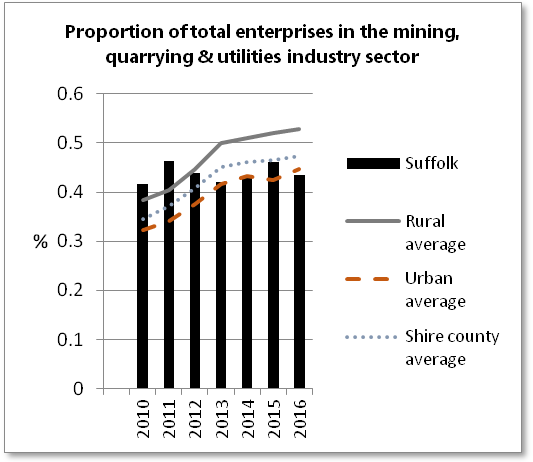 Proportion of total enterprises in the mining,
quarrying & utilities industry sector
0.6
0.5
0.4
0.3
0.2
0.1
0
%
2010
2011
2012
2013
2014
2015
2016
Suffolk
Rural
average
Urban
average
Shire county
average